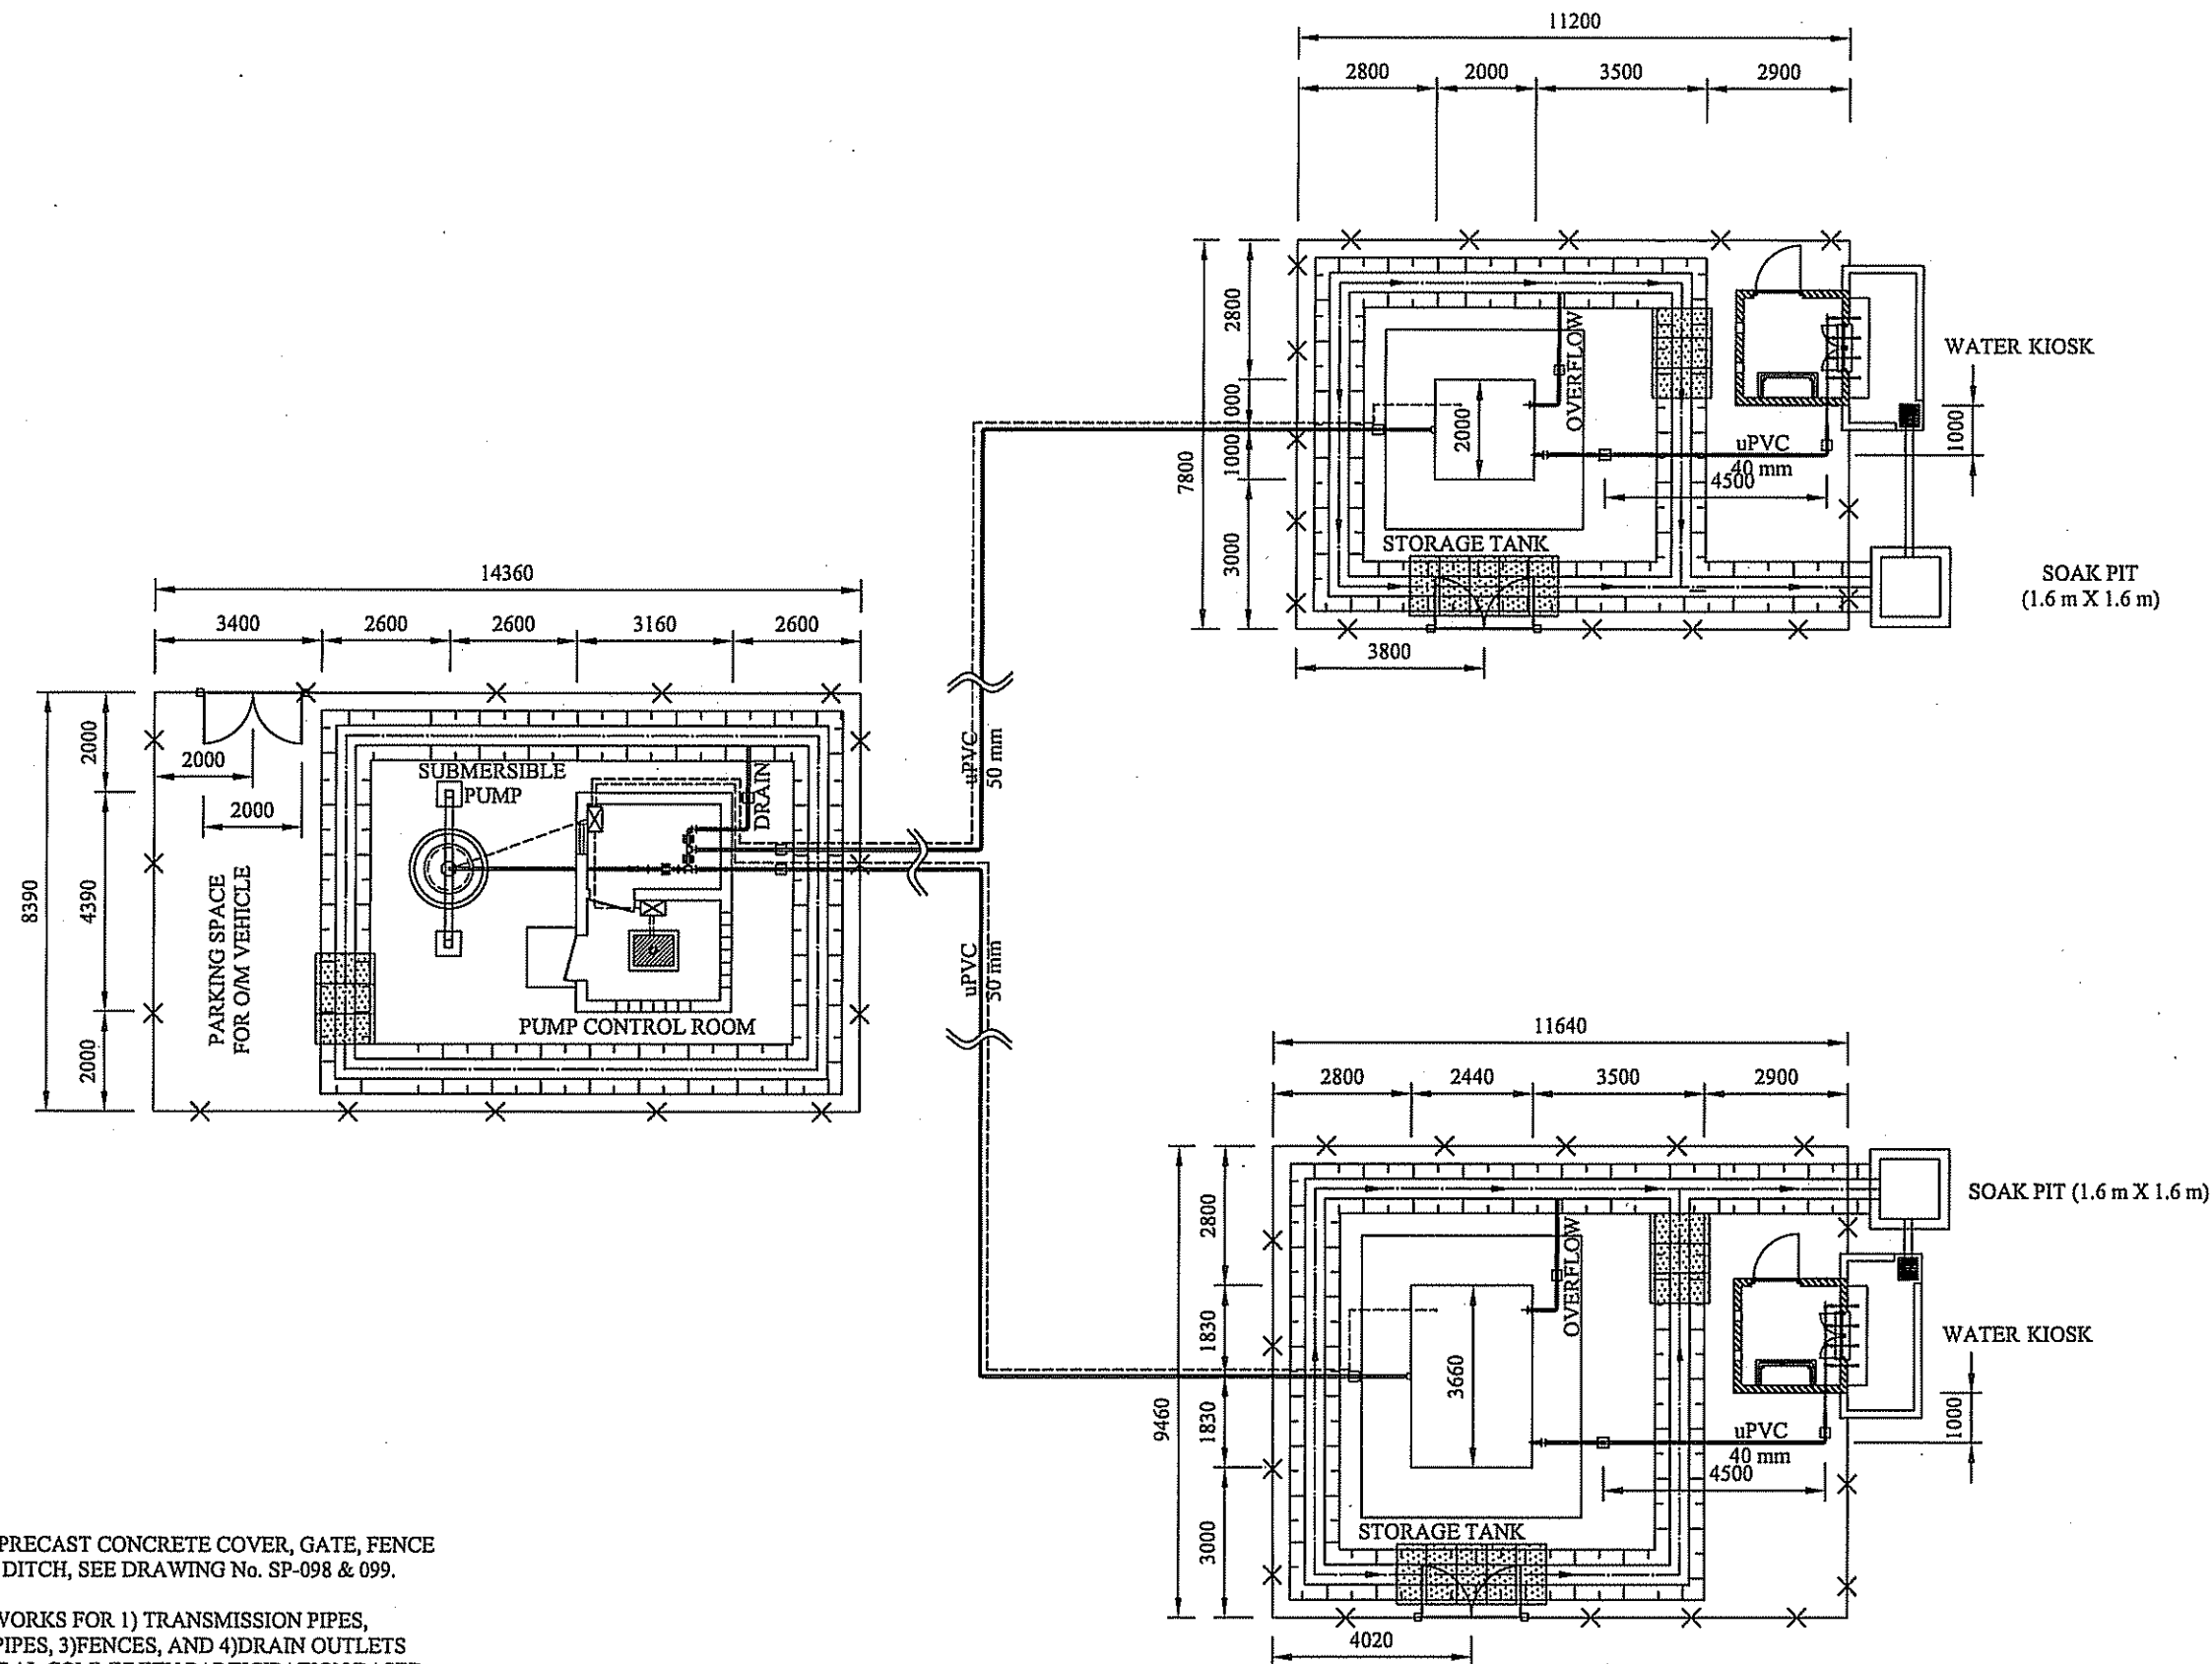 11200
2800 2000 3500 2900
2800
1000
1000
3000
7800
2000
OVERFLOW
WATER KIOSK
1000
uPVC
40 mm
4500
STORAGE TANK
3800
SOAK PIT
(1.6 m X 1.6 m)
14360
3400 2600 2600 3160 2600
2000
4390
2000
8390
2000
2000
SUBMERSIBLE
PUMP
DRAIN
PARKING SPACE
FOR O/M VEHICLE
PUMP CONTROL ROOM
uPVC
50 mm
uPVC
50 mm
11640
2800 2440 3500 2900
2800
1830
1830
3000
9460
3660
OVERFLOW
SOAK PIT (1.6 m X 1.6 m)
WATER KIOSK
1000
uPVC
40 mm
4500
STORAGE TANK
4020
PRECAST CONCRETE COVER, GATE, FENCE
DITCH, SEE DRAWING No. SP-098 & 099.
WORKS FOR 1) TRANSMISSION PIPES,
PIPES, 3)FENCES, AND 4)DRAIN OUTLETS